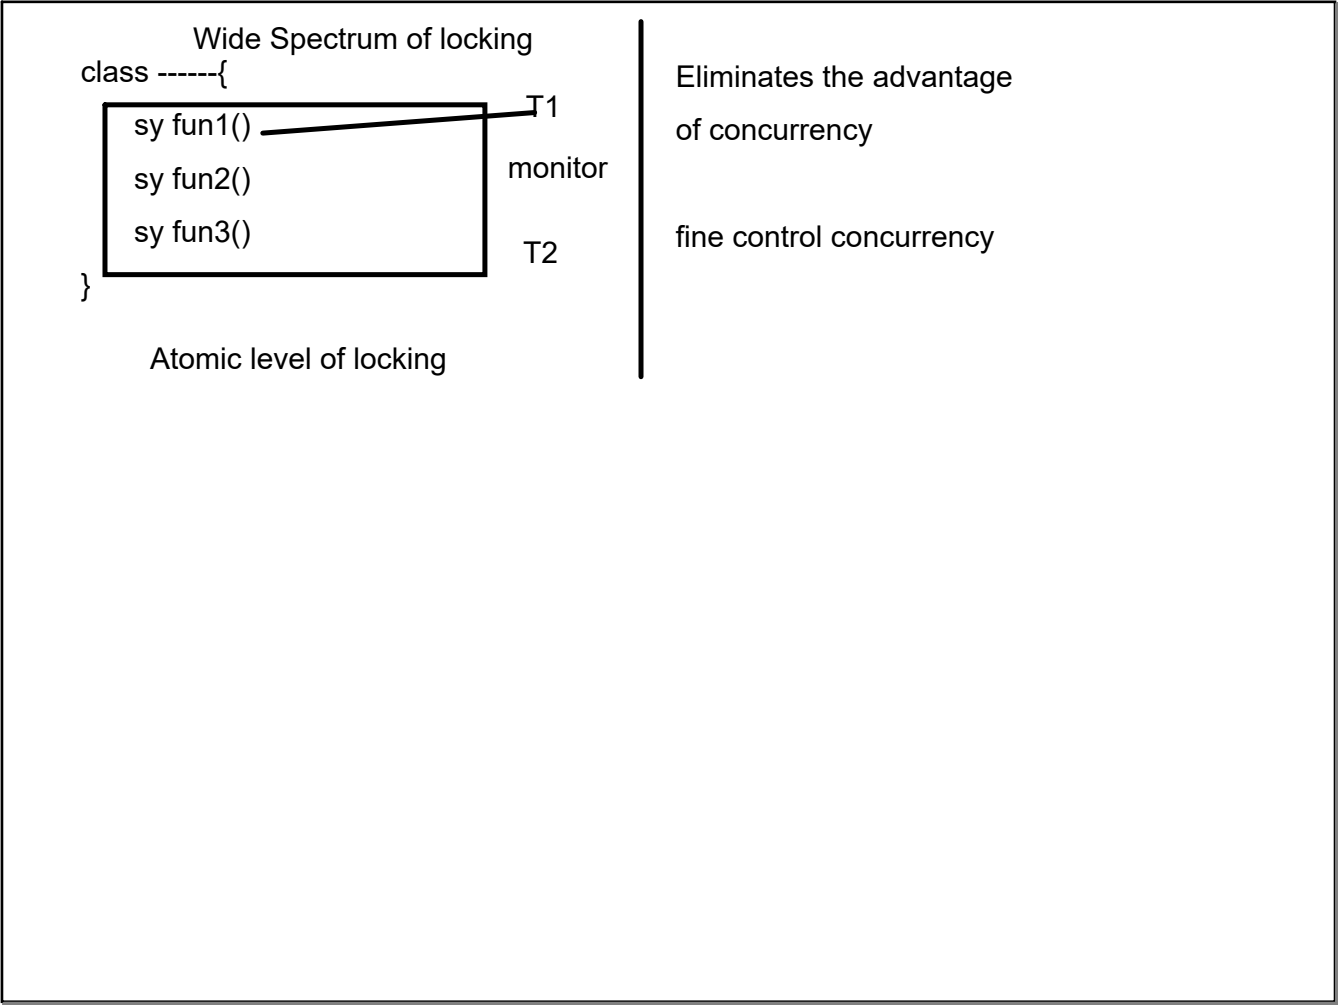 Wide Spectrum of locking
class ------{
sy fun1()
T1
sy fun2()
monitor
sy fun3()
T2
}
Atomic level of locking
Eliminates the advantage
of concurrency
fine control concurrency